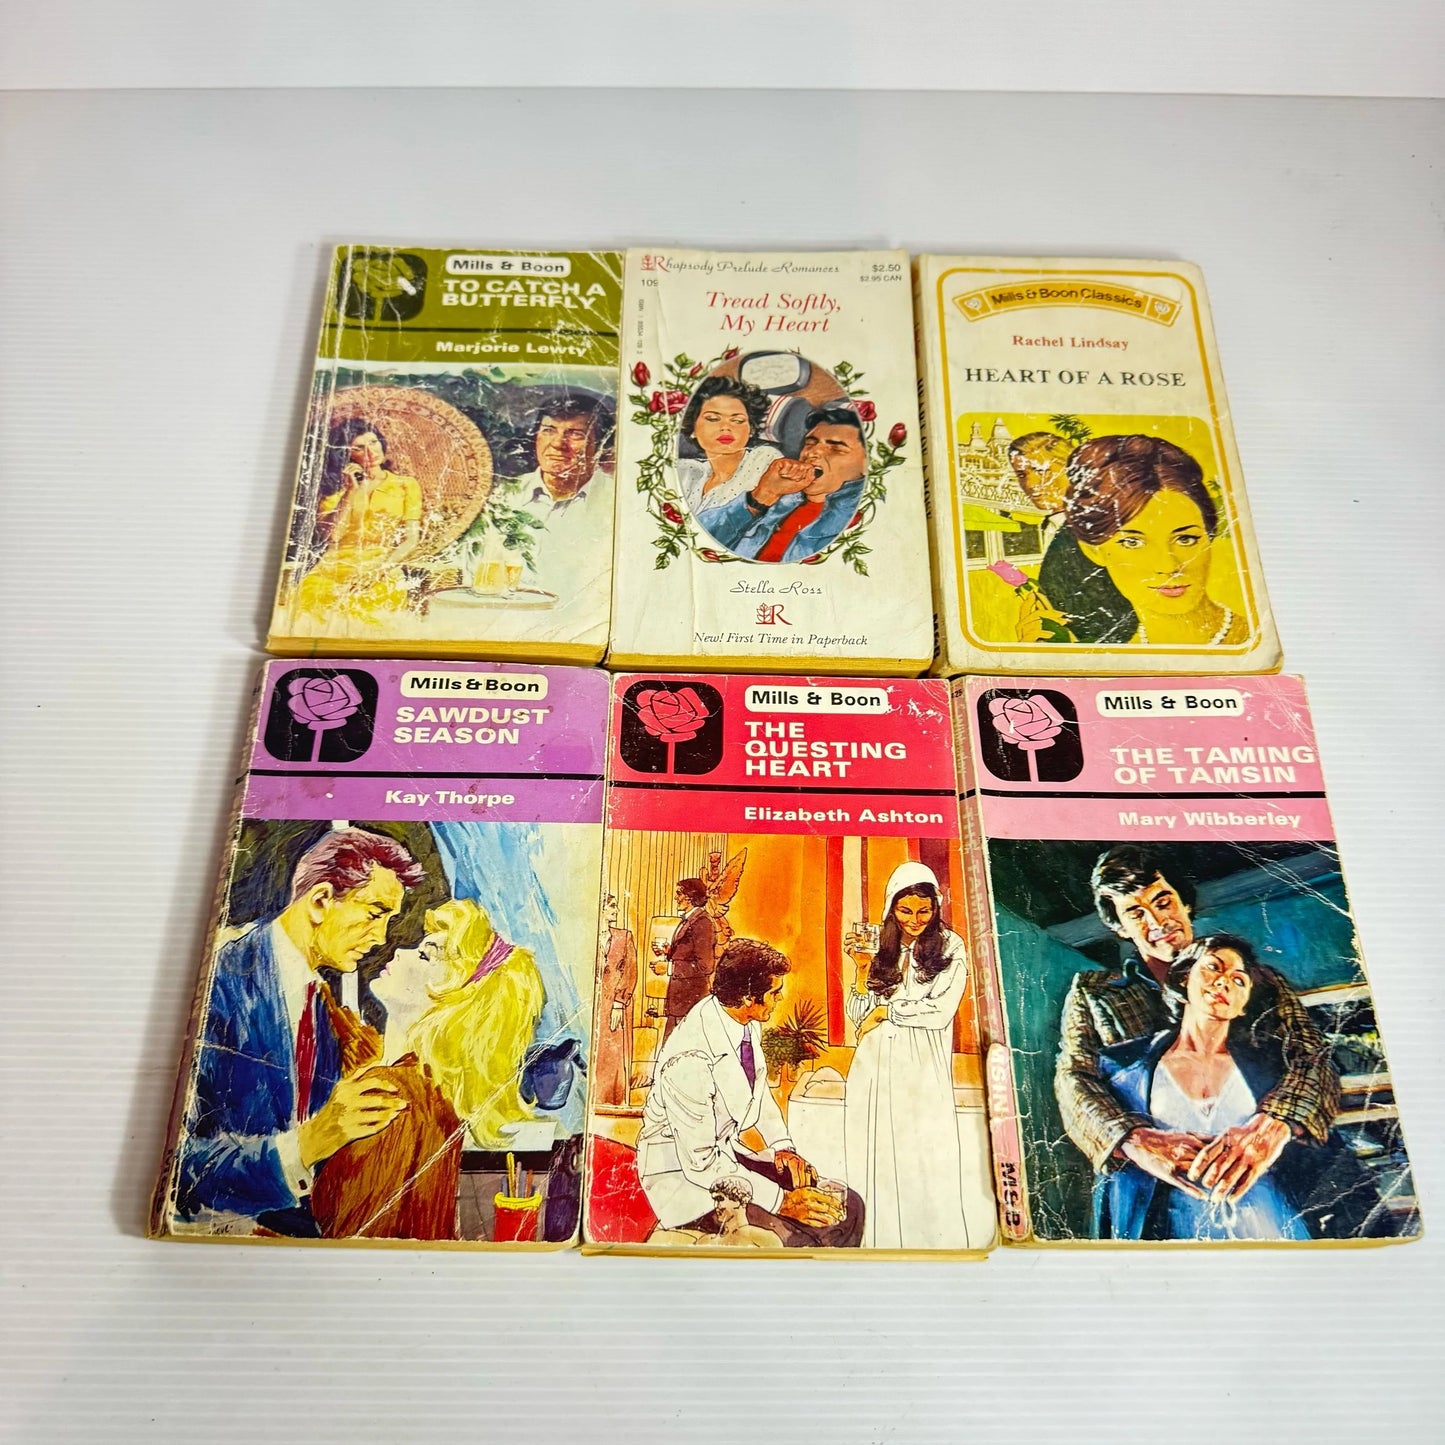 Mills & Boon
TO CATCH A
BUTTERFLY
Marjorie Lewty
Rhapsody Prelude Romances
$2.50
$2.95 CAN
109
Tread Softly,
My Heart
Stella Ross
R
New! First Time in Paperback
Mills & Boon Classics
Rachel Lindsay
HEART OF A ROSE
Mills & Boon
SAWDUST
SEASON
Kay Thorpe
Mills & Boon
THE
QUESTING
HEART
Elizabeth Ashton
Mills & Boon
THE TAMING
OF TAMSIN
Mary Wibberley
M&B